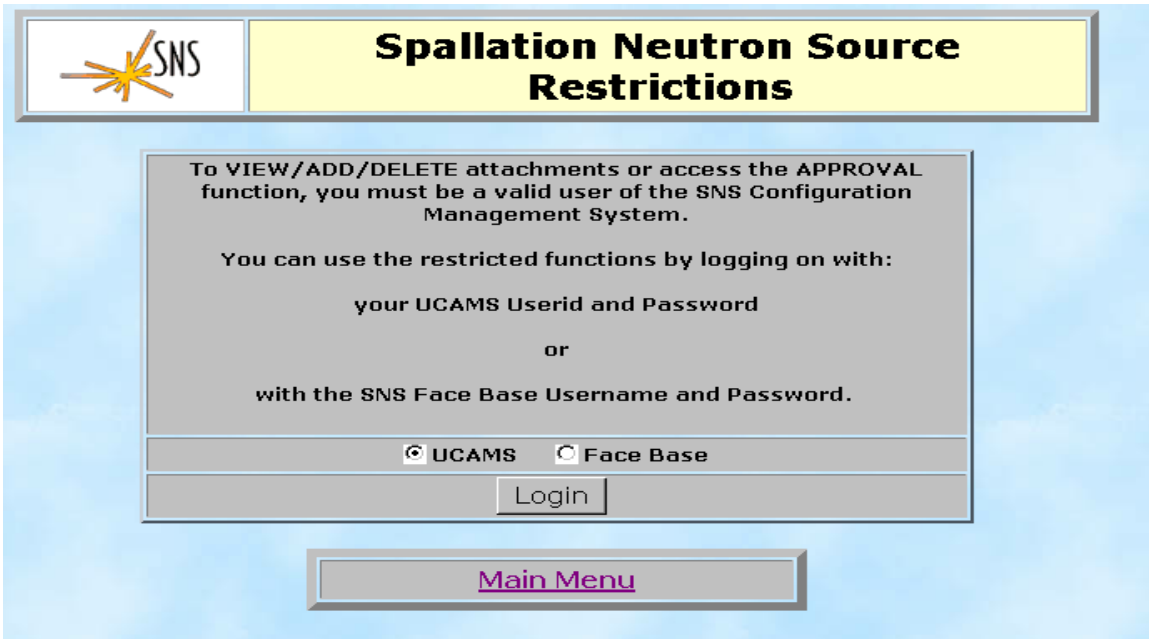 SNS
Spallation Neutron Source
Restrictions
To VIEW/ADD/DELETE attachments or access the APPROVAL
function, you must be a valid user of the SNS Configuration
Management System.
You can use the restricted functions by logging on with:
your UCAMS Userid and Password
or
with the SNS Face Base Username and Password.
UCAMS Face Base
Login
Main Menu